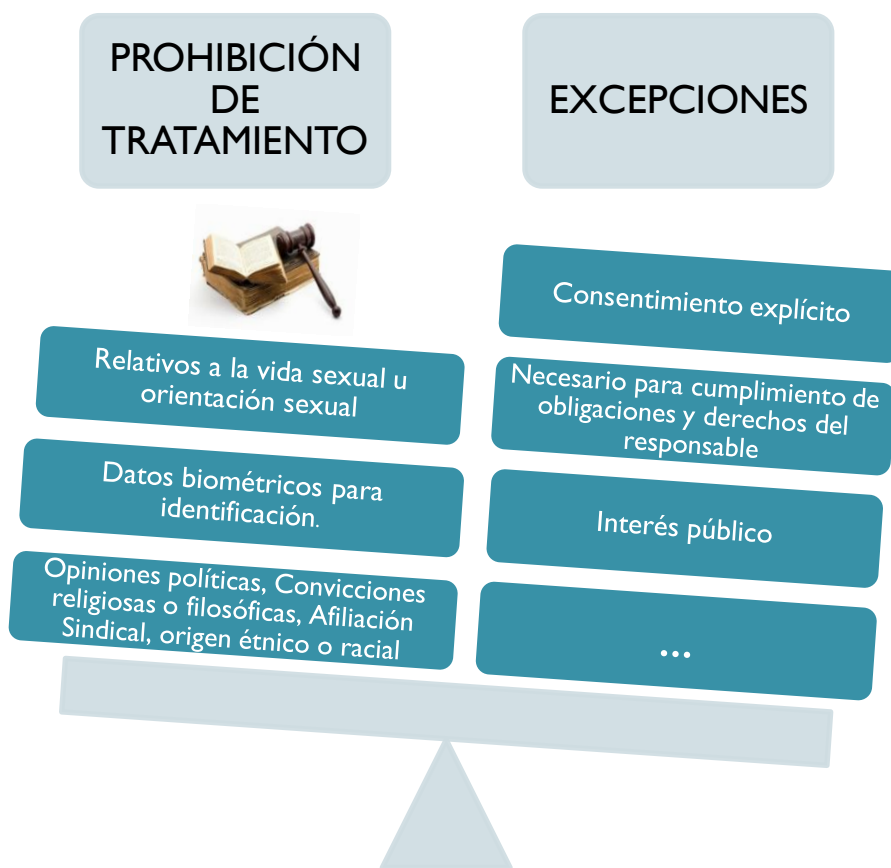 PROHIBICIÓN
DE
TRATAMIENTO
EXCEPCIONES
Relativos a la vida sexual u
orientación sexual
Datos biométricos para
identificación.
Opiniones políticas, Convicciones
religiosas o filosóficas, Afiliación
Sindical, origen étnico o racial
Consentimiento explícito
Necesario para cumplimiento de
obligaciones y derechos del
responsable
Interés público
...